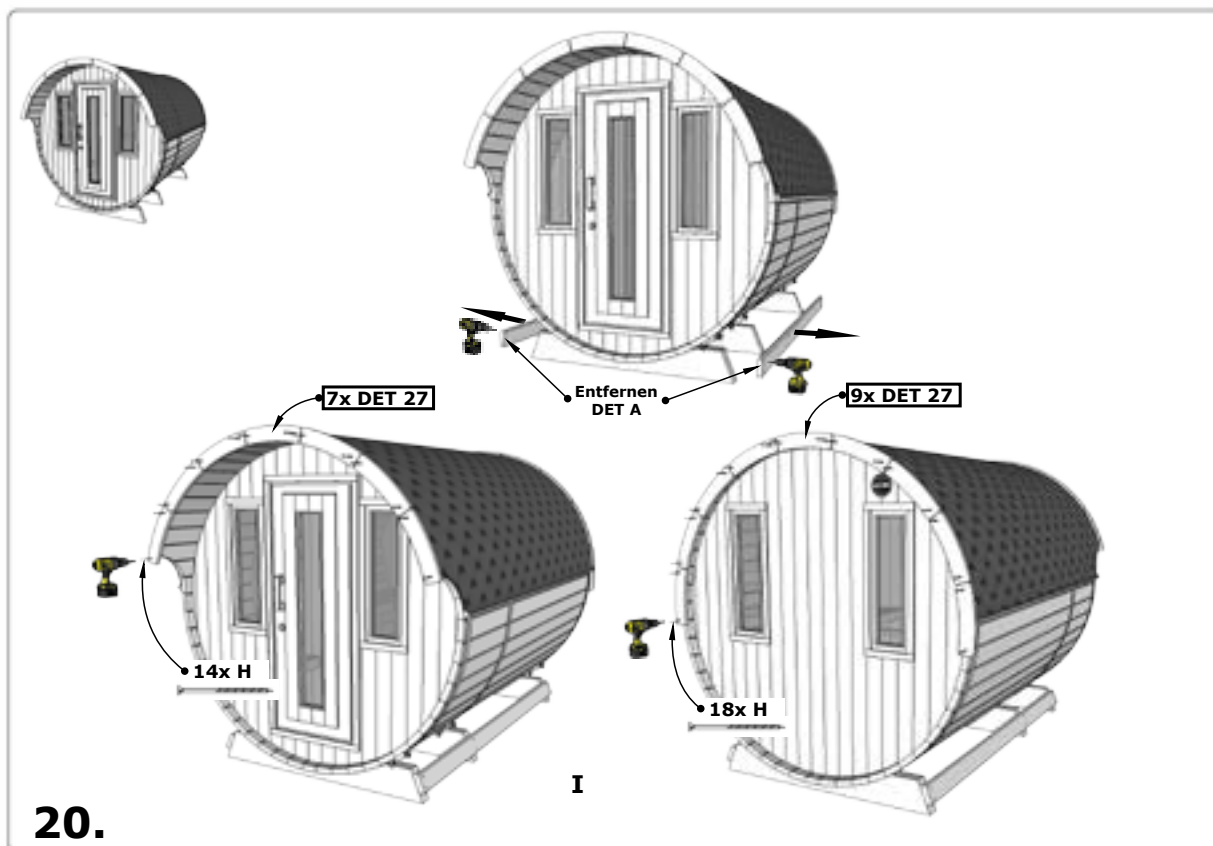 Entfernen
DET A
7x DET 27
9x DET 27
14x H
18x H
I
20.